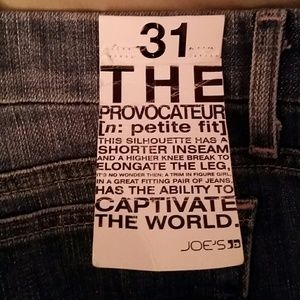 31
THE
PROVOCATEUR
[n: petite fit]
THIS SILHOUETTE HAS A
SHORTER INSEAM
AND A HIGHER KNEE BREAK TO
ELONGATE THE LEG.
IT'S NO WONDER THEN; A TRIM IN FIGURE GIRL,
IN A GREAT FITTING PAIR OF JEANS,
HAS THE ABILITY TO
CAPTIVATE
THE WORLD.
JOE'S